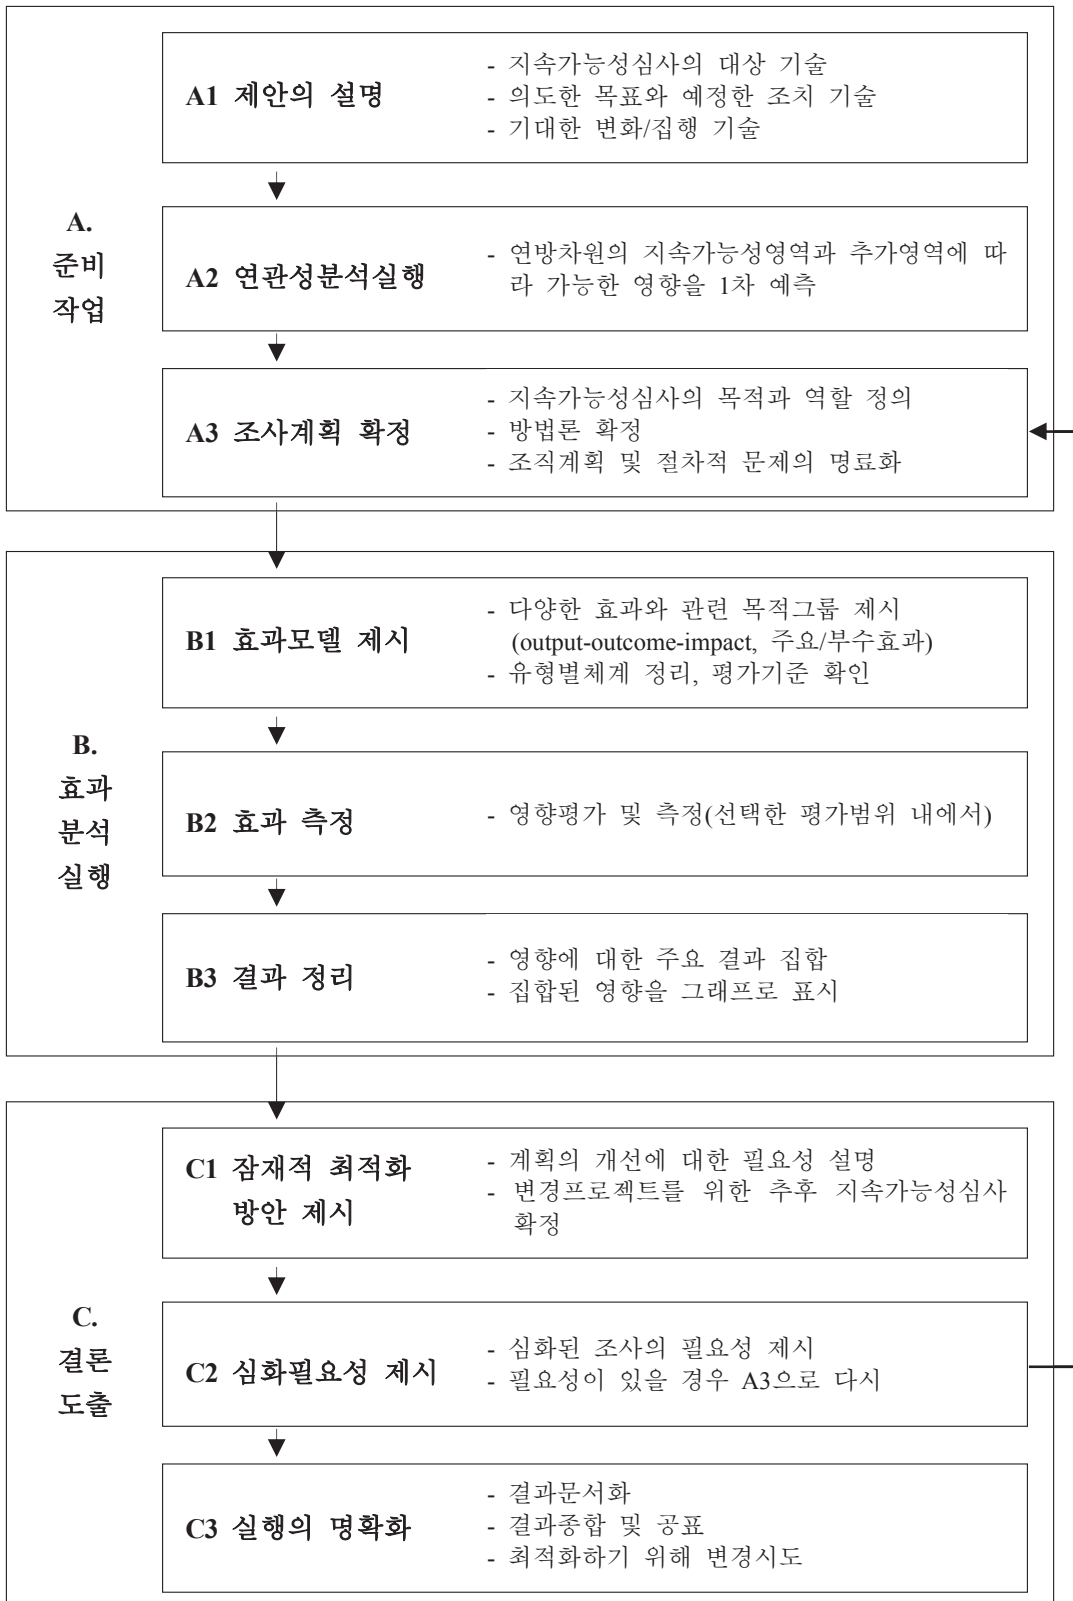 A.
준비
작업
A1 제안의 설명
- 지속가능성심사의 대상 기술
- 의도한 목표와 예정한 조치 기술
- 기대한 변화/집행 기술
A2 연관성분석실행
- 연방차원의 지속가능성영역과 추가영역에 따
라 가능한 영향을 1차 예측
A3 조사계획 확정
- 지속가능성심사의 목적과 역할 정의
- 방법론 확정
- 조직계획 및 절차적 문제의 명료화
B.
효과
분석
실행
B1 효과모델 제시
- 다양한 효과와 관련 목적그룹 제시
(output-outcome-impact, 주요/부수효과)
- 유형별체계 정리, 평가기준 확인
B2 효과 측정
- 영향평가 및 측정(선택한 평가범위 내에서)
B3 결과 정리
- 영향에 대한 주요 결과 집합
- 집합된 영향을 그래프로 표시
C.
결론
도출
C1 잠재적 최적화
방안 제시
- 계획의 개선에 대한 필요성 설명
- 변경프로젝트를 위한 추후 지속가능성심사
확정
C2 심화필요성 제시
- 심화된 조사의 필요성 제시
- 필요성이 있을 경우 A3으로 다시
C3 실행의 명확화
- 결과문서화
- 결과종합 및 공표
- 최적화하기 위해 변경시도